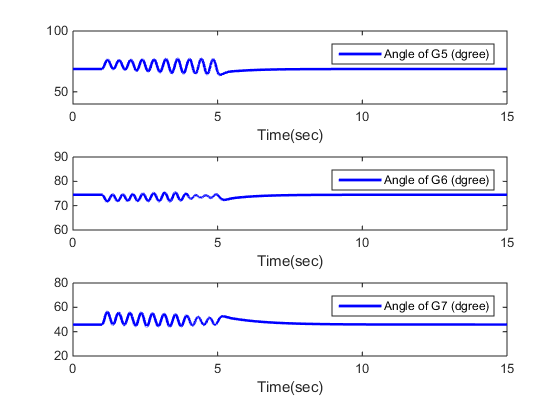 100
Angle of G5 (dgree)
50
0 5 10 15
Time(sec)
90
Angle of G6 (dgree)
80
70
60
0 5 10 15
Time(sec)
80
Angle of G7 (dgree)
60
40
20
0 5 10 15
Time(sec)